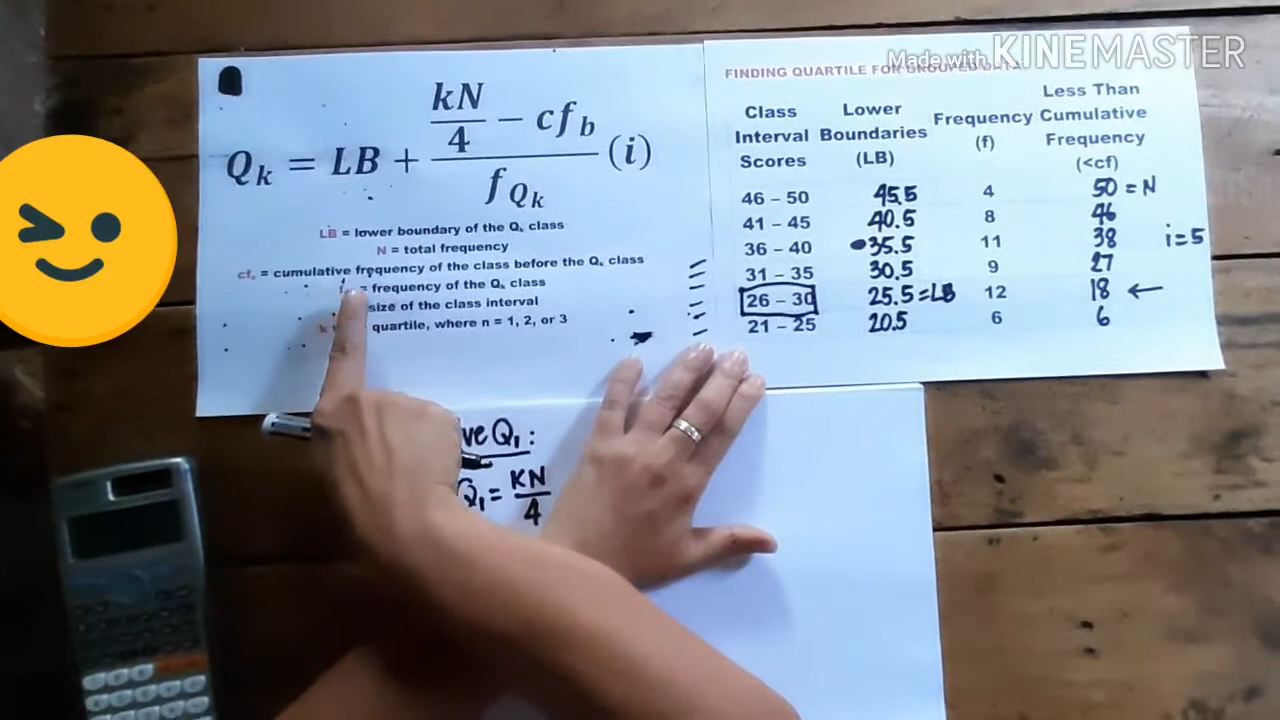 Made with KINEMASTER
Q_k = LB + (kN/4 − cf_b)/f_Qk (i)
LB = lower boundary of the Qₖ class
N = total frequency
= cumulative frequency of the class before the Qₖ class
= frequency of the Qₖ class
size of the class interval
quartile, where n = 1, 2, or 3
FINDING QUARTILE FOR GROUPED DATA
Class Interval Scores Lower Boundaries (LB) Frequency (f) Less Than Cumulative Frequency (<cf)
46 – 50 45.5 4 50 = N
41 – 45 40.5 8 46
36 – 40 35.5 11 38 i=5
31 – 35 30.5 9 27
26 – 30 25.5 = LB 12 18 ←
21 – 25 20.5 6 6
ve Q₁:
Q₁ = KN/4